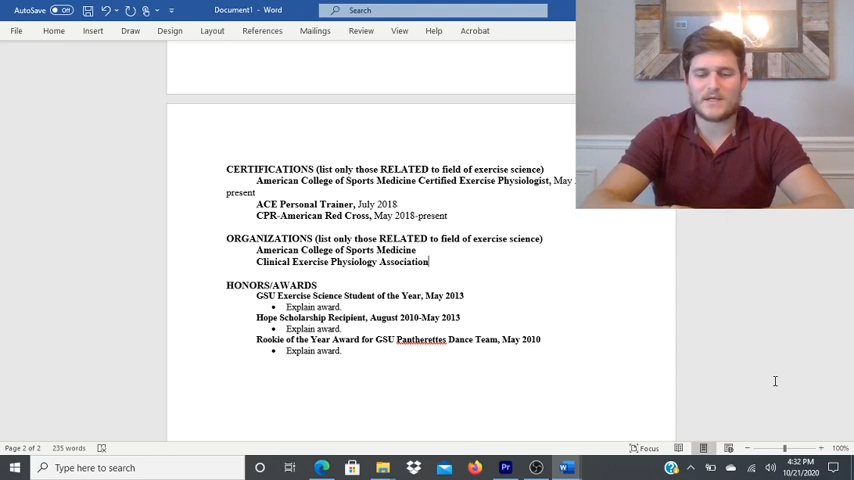 AutoSave Off Document1 - Word Search
File Home Insert Draw Design Layout References Mailings Review View Help Acrobat
CERTIFICATIONS (list only those RELATED to field of exercise science)
American College of Sports Medicine Certified Exercise Physiologist, May
present
ACE Personal Trainer, July 2018
CPR-American Red Cross, May 2018-present
ORGANIZATIONS (list only those RELATED to field of exercise science)
American College of Sports Medicine
Clinical Exercise Physiology Association
HONORS/AWARDS
GSU Exercise Science Student of the Year, May 2013
• Explain award.
Hope Scholarship Recipient, August 2010-May 2013
• Explain award.
Rookie of the Year Award for GSU Pantherettes Dance Team, May 2010
• Explain award.
Page 2 of 2 235 words Focus 100%
Type here to search 4:32 PM
10/21/2020